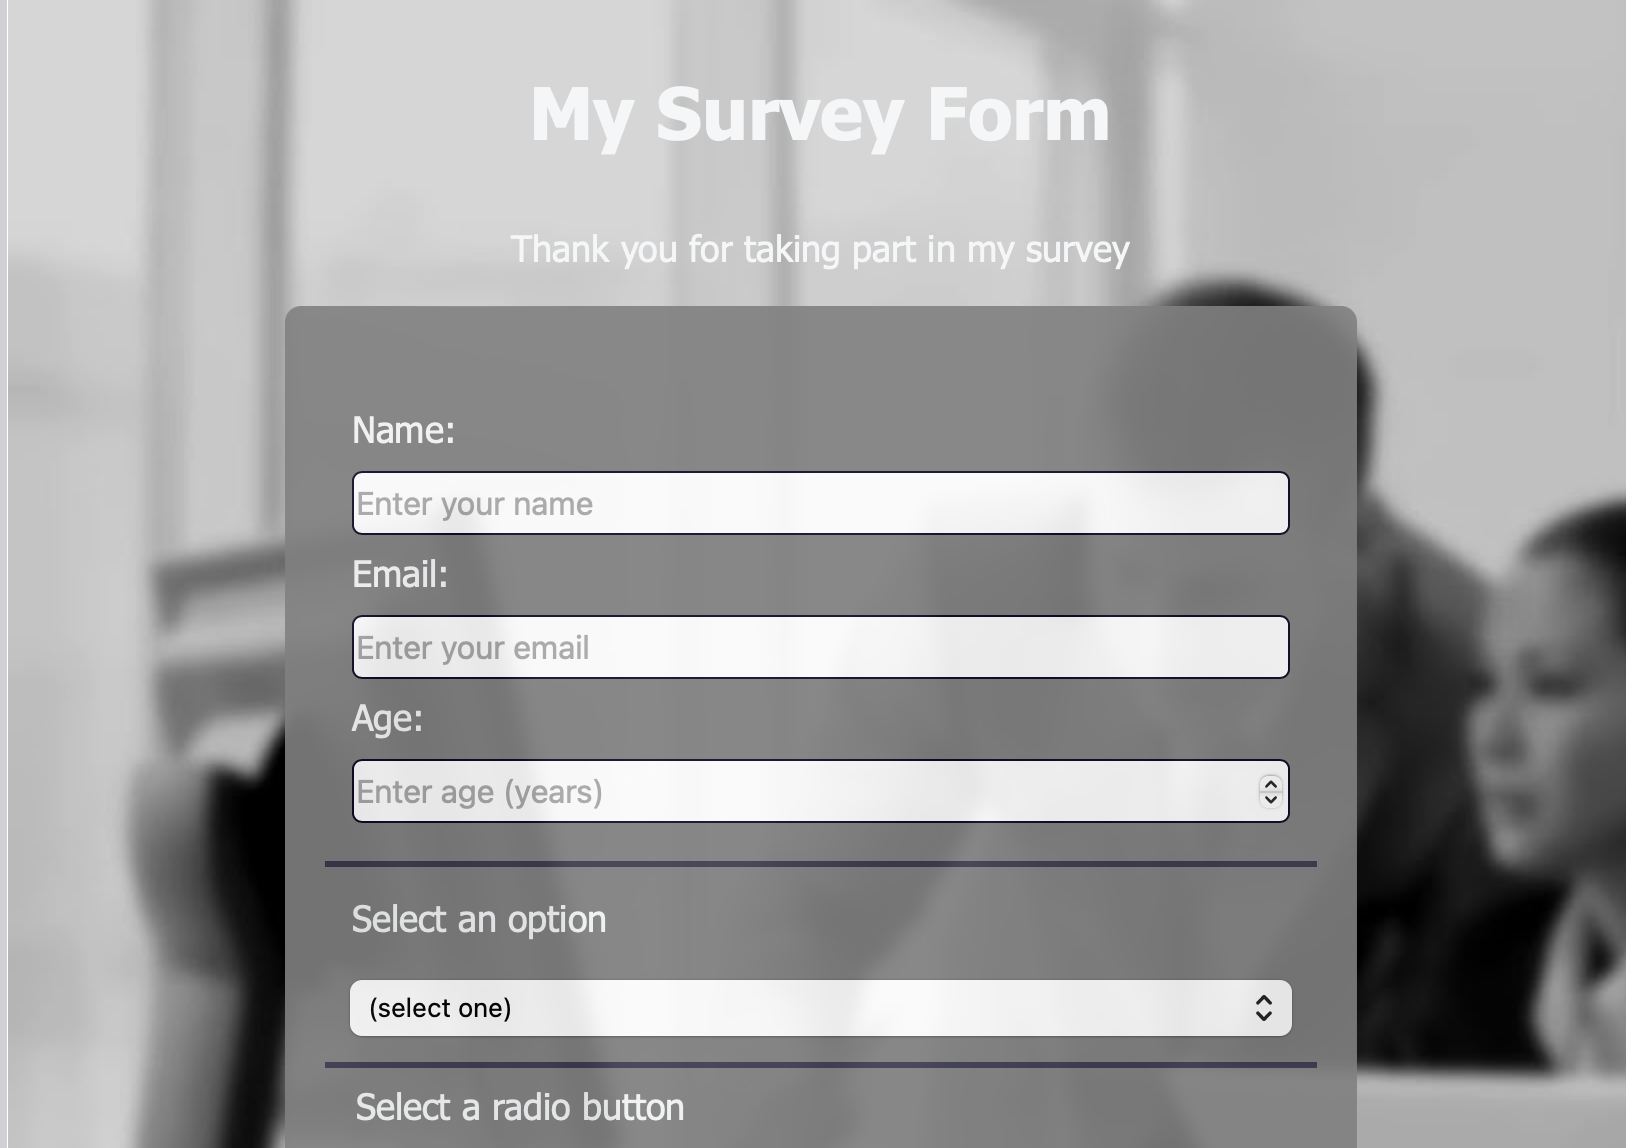 My Survey Form
Thank you for taking part in my survey
Name:
Enter your name
Email:
Enter your email
Age:
Enter age (years)
Select an option
(select one)
Select a radio button